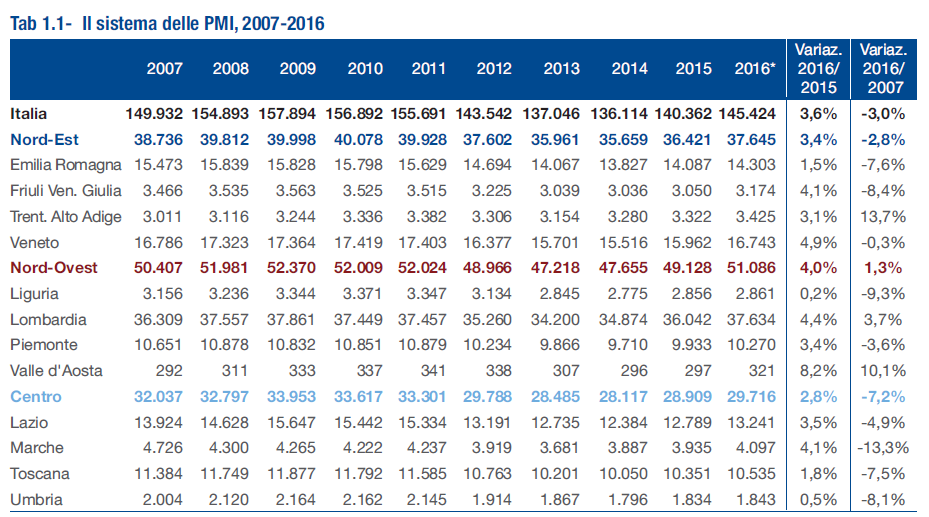 Tab 1.1- Il sistema delle PMI, 2007-2016
2007 2008 2009 2010 2011 2012 2013 2014 2015 2016* Variaz. 2016/ 2015 Variaz. 2016/ 2007
Italia 149.932 154.893 157.894 156.892 155.691 143.542 137.046 136.114 140.362 145.424 3,6% -3,0%
Nord-Est 38.736 39.812 39.998 40.078 39.928 37.602 35.961 35.659 36.421 37.645 3,4% -2,8%
Emilia Romagna 15.473 15.839 15.828 15.798 15.629 14.694 14.067 13.827 14.087 14.303 1,5% -7,6%
Friuli Ven. Giulia 3.466 3.535 3.563 3.525 3.515 3.225 3.039 3.036 3.050 3.174 4,1% -8,4%
Trent. Alto Adige 3.011 3.116 3.244 3.336 3.382 3.306 3.154 3.280 3.322 3.425 3,1% 13,7%
Veneto 16.786 17.323 17.364 17.419 17.403 16.377 15.701 15.516 15.962 16.743 4,9% -0,3%
Nord-Ovest 50.407 51.981 52.370 52.009 52.024 48.966 47.218 47.655 49.128 51.086 4,0% 1,3%
Liguria 3.156 3.236 3.344 3.371 3.347 3.134 2.845 2.775 2.856 2.861 0,2% -9,3%
Lombardia 36.309 37.557 37.861 37.449 37.457 35.260 34.200 34.874 36.042 37.634 4,4% 3,7%
Piemonte 10.651 10.878 10.832 10.851 10.879 10.234 9.866 9.710 9.933 10.270 3,4% -3,6%
Valle d'Aosta 292 311 333 337 341 338 307 296 297 321 8,2% 10,1%
Centro 32.037 32.797 33.953 33.617 33.301 29.788 28.485 28.117 28.909 29.716 2,8% -7,2%
Lazio 13.924 14.628 15.647 15.442 15.334 13.191 12.735 12.384 12.789 13.241 3,5% -4,9%
Marche 4.726 4.300 4.265 4.222 4.237 3.919 3.681 3.887 3.935 4.097 4,1% -13,3%
Toscana 11.384 11.749 11.877 11.792 11.585 10.763 10.201 10.050 10.351 10.535 1,8% -7,5%
Umbria 2.004 2.120 2.164 2.162 2.145 1.914 1.867 1.796 1.834 1.843 0,5% -8,1%